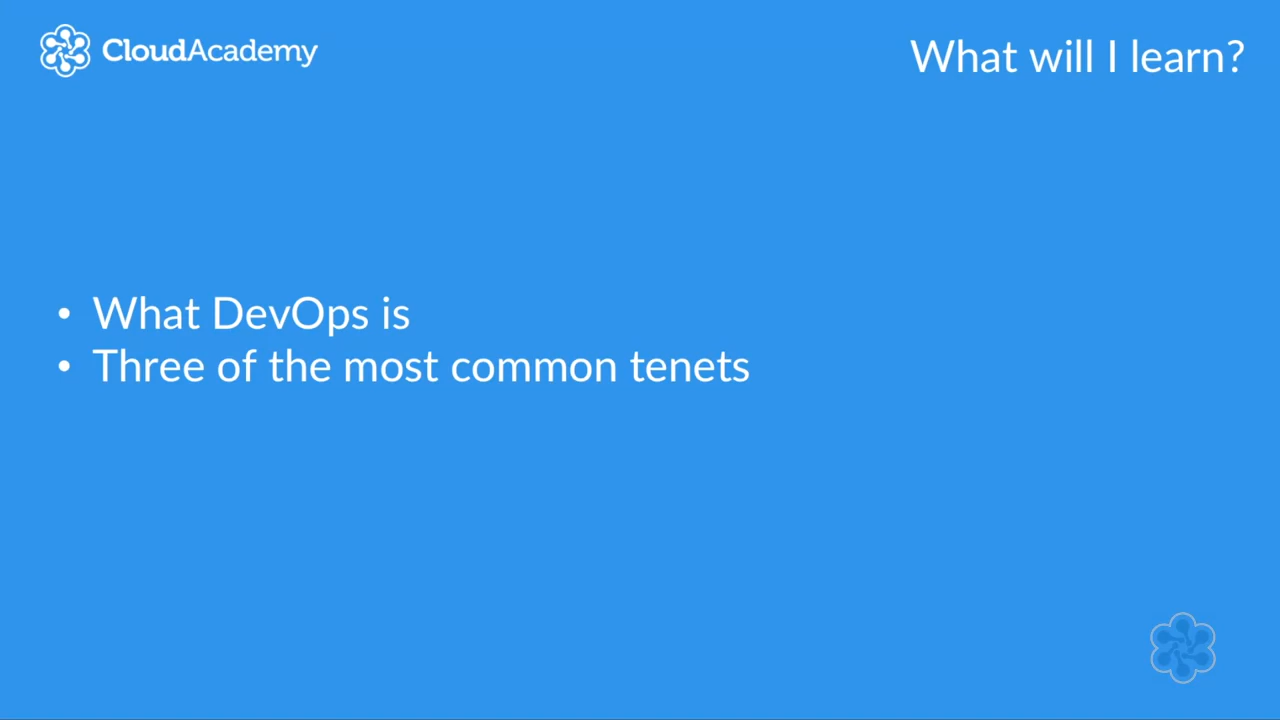 CloudAcademy
What will I learn?
• What DevOps is
• Three of the most common tenets